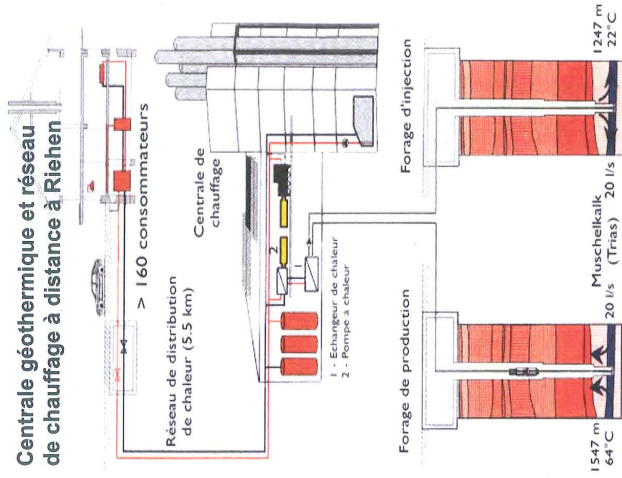 Centrale géothermique et réseau
de chauffage à distance à Riehen
> 160 consommateurs
Réseau de distribution
de chaleur (5.5 km)
Centrale de
chauffage
2
1
1 - Echangeur de chaleur
2 - Pompe à chaleur
Forage de production
Forage d'injection
1547 m
64°C
20 l/s
Muschelkalk
(Trias)
20 l/s
1247 m
22°C